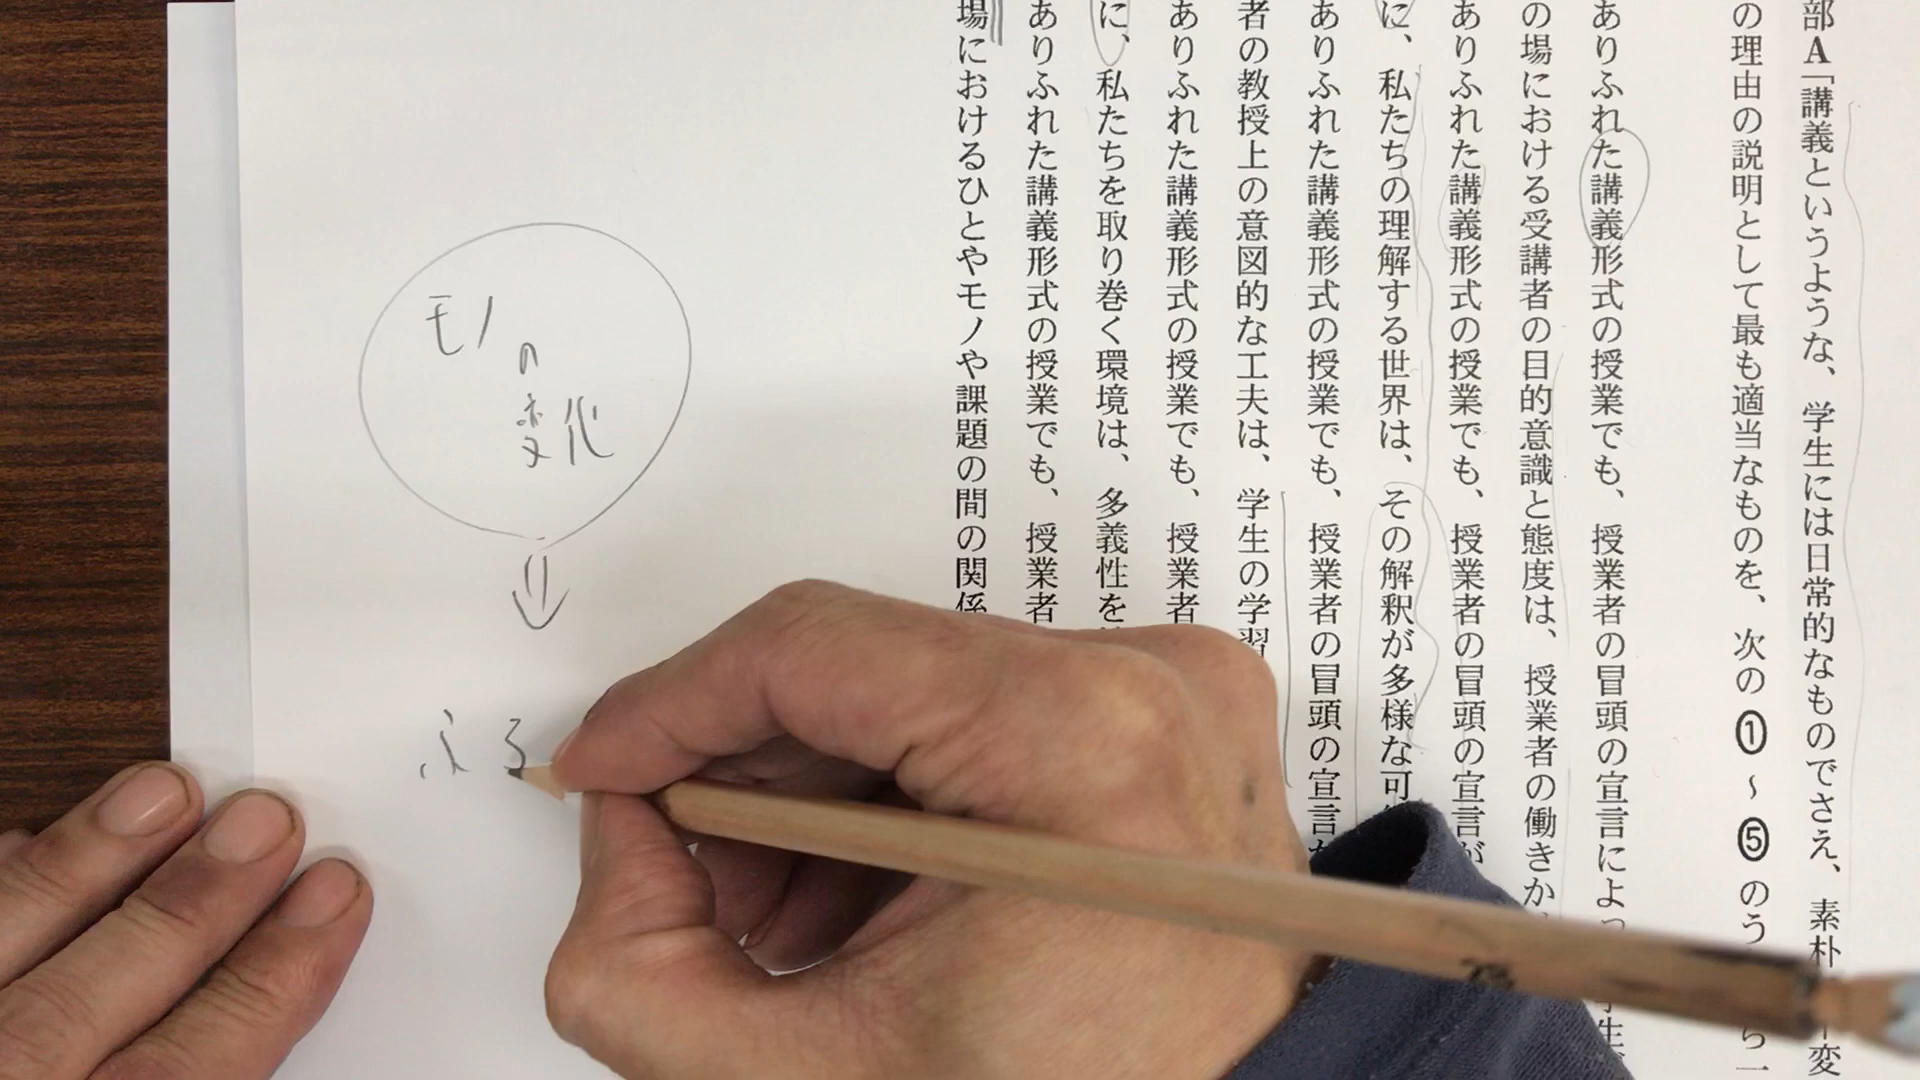 部A「講義というような、学生には日常的なものでさえ、素朴
変
の理由の説明として最も適当なものを、次の①～⑤のう
ら一
ありふれた講義形式の授業でも、授業者の冒頭の宣言によっ
の場における受講者の目的意識と態度は、授業者の働きか
ありふれた講義形式の授業でも、授業者の冒頭の宣言が
に、私たちの理解する世界は、その解釈が多様な可
ありふれた講義形式の授業でも、授業者の冒頭の宣言
者の教授上の意図的な工夫は、学生の学習
ありふれた講義形式の授業でも、授業者
に、私たちを取り巻く環境は、多義性を
ありふれた講義形式の授業でも、授業者
場におけるひとやモノや課題の間の関係
モノ
の
変化
⇓
ふる